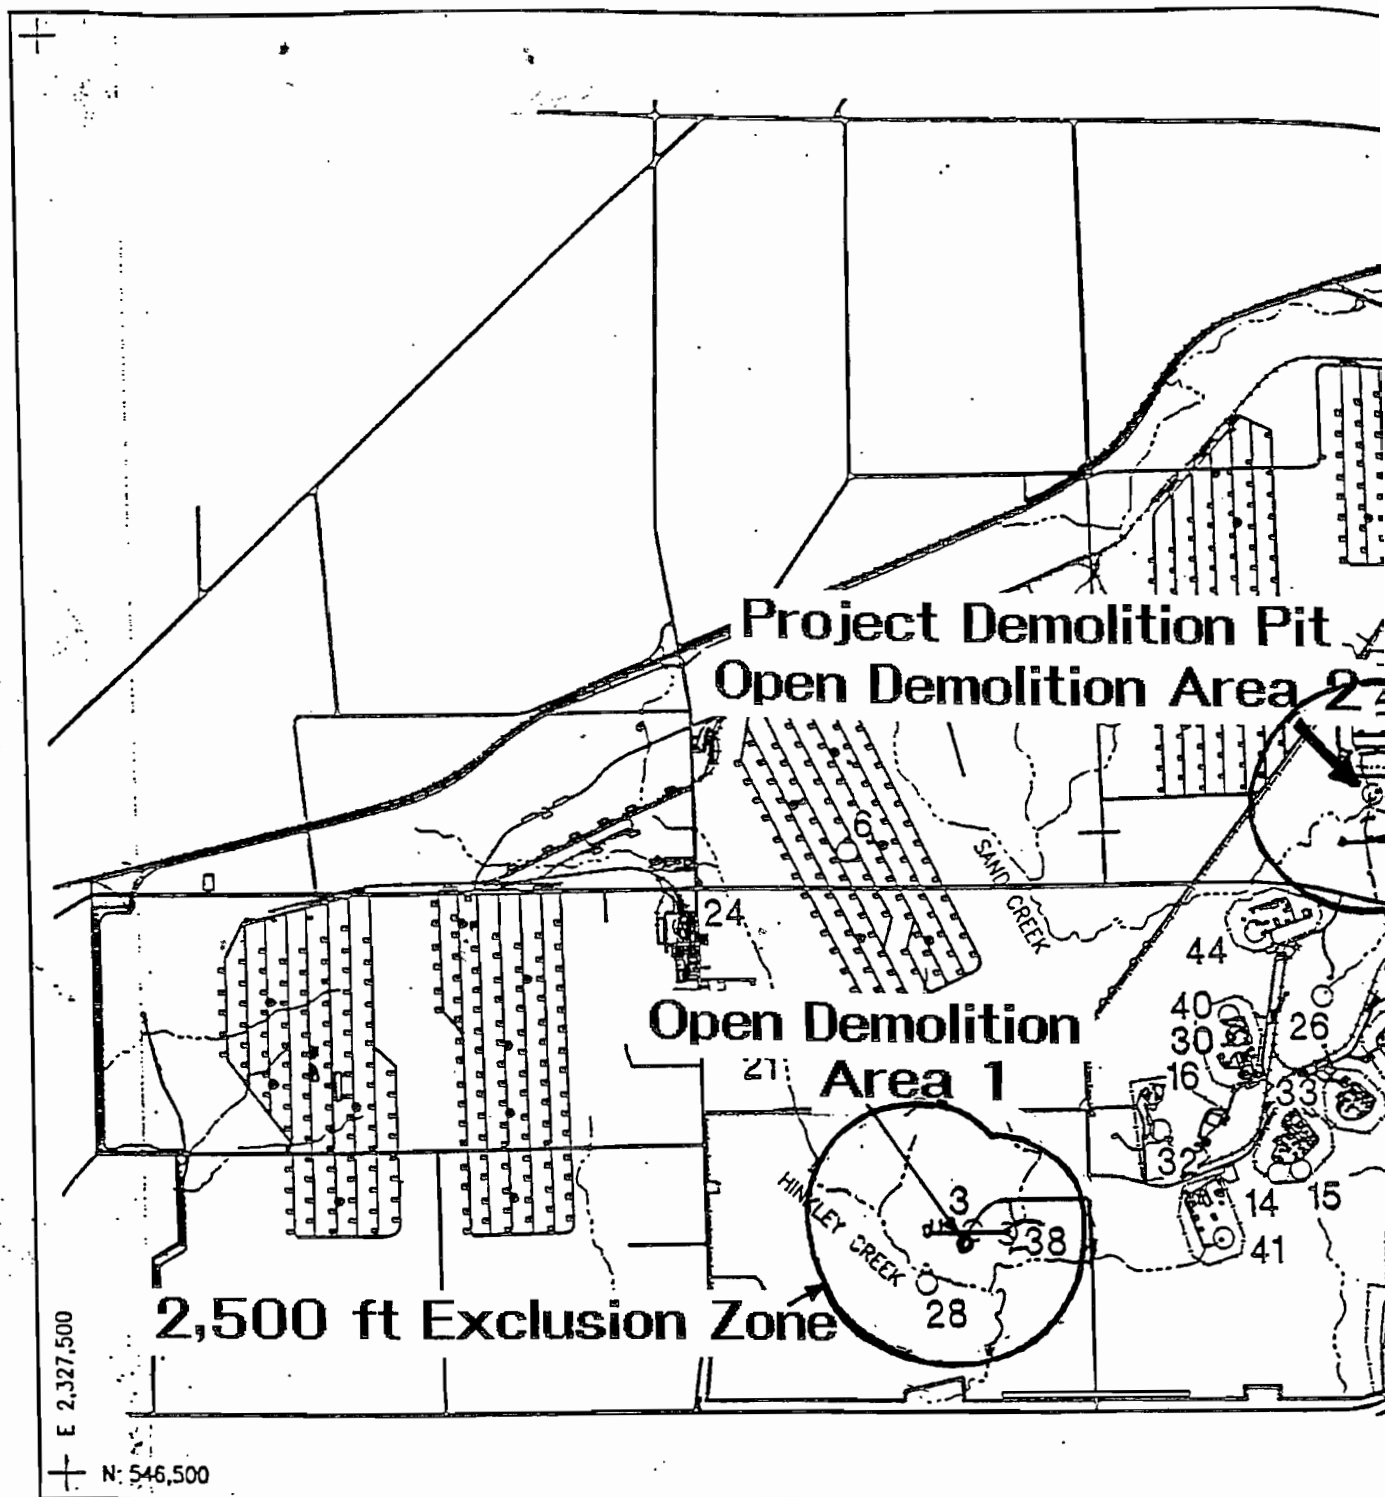 Project Demolition Pit
Open Demolition Area 2
6
SAND CREEK
24
44
Open Demolition
Area 1
40
30
26
21
16
33
32
3
HINKLEY CREEK
38
14
15
41
28
2,500 ft Exclusion Zone
E 2,327,500
N: 546,500